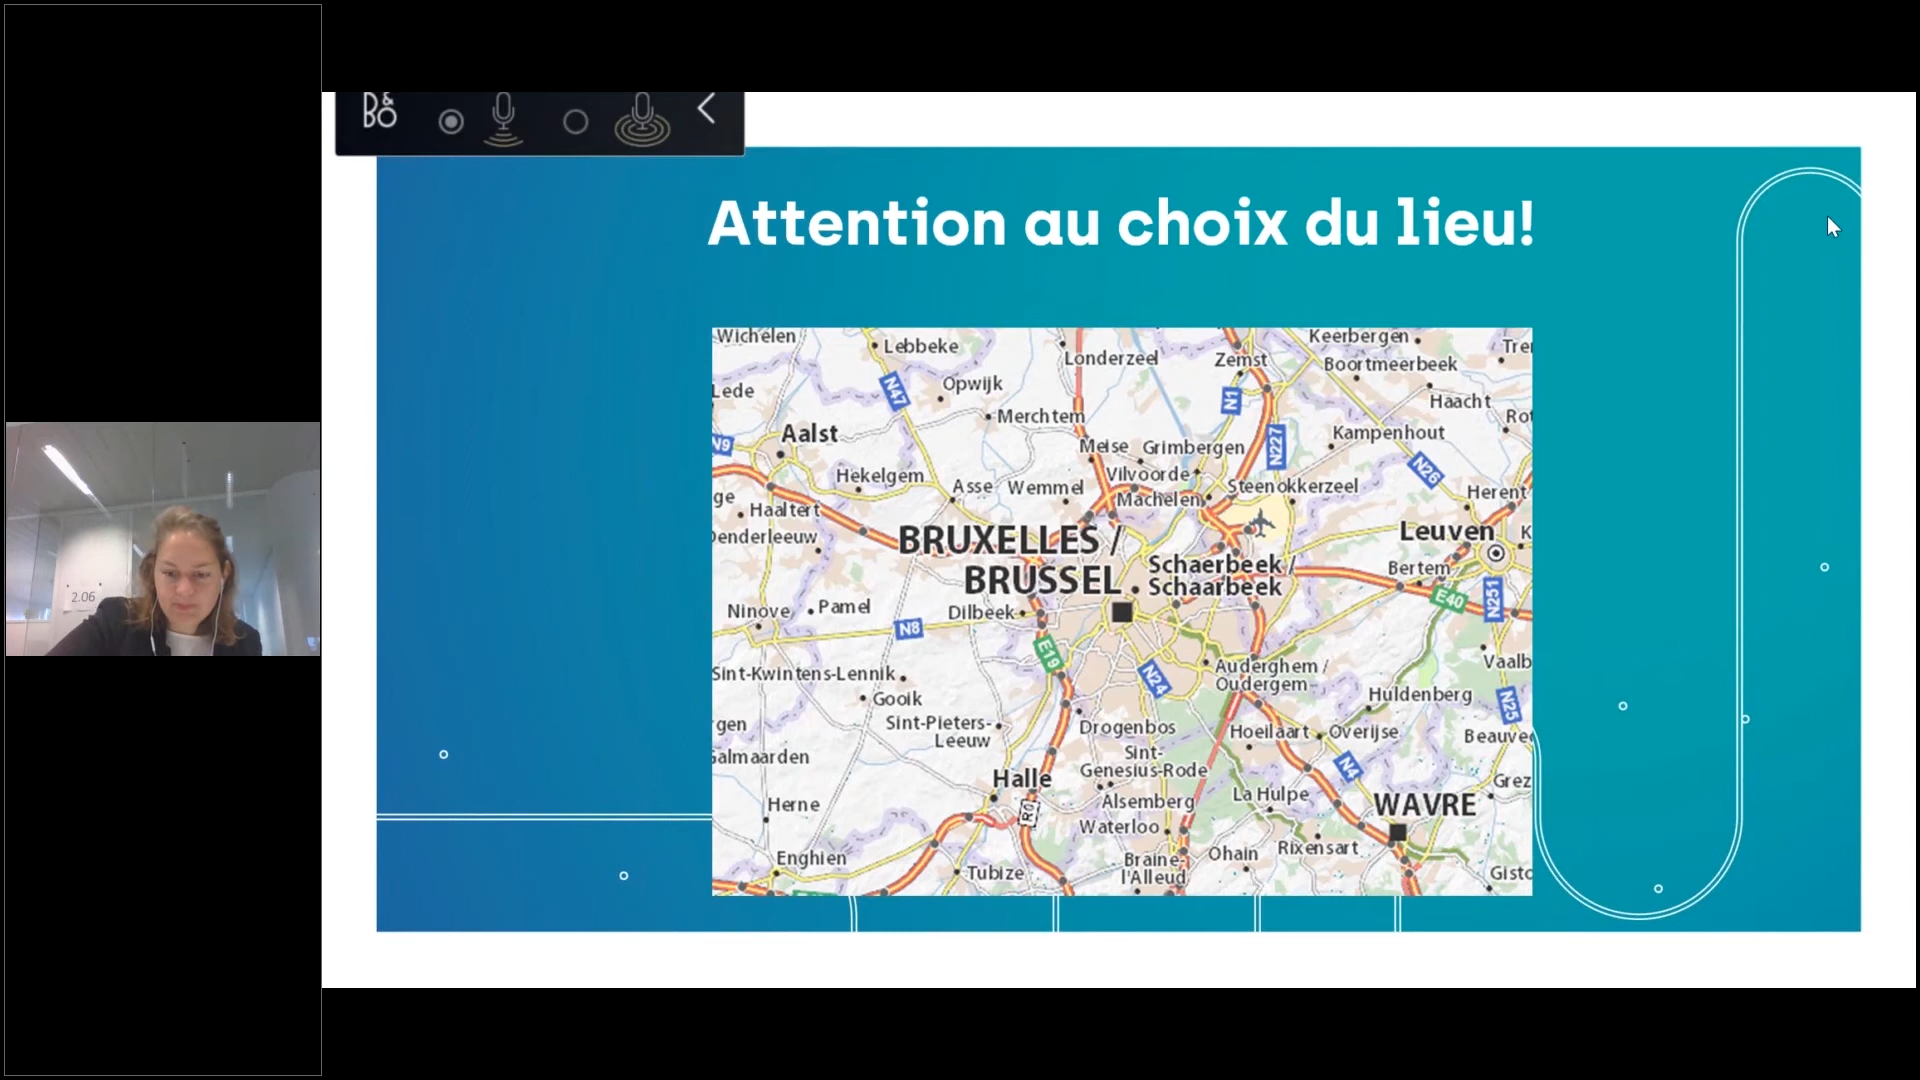 B&
BO
Attention au choix du lieu!
Wichelen
Lebbeke
Londerzeel
Zemst
Keerbergen
Boortmeerbeek
Lede
N47
Opwijk
N1
Haacht
Merchtem
Aalst
N9
Meise
Grimbergen
N227
Kampenhout
Hekelgem
Asse
Wemmel
Vilvoorde
Machelen
Steenokkerzeel
N26
Herent
Haaltert
BRUXELLES /
BRUSSEL
Schaerbeek /
Schaarbeek
Leuven
Bertem
E40
N251
2.06
Ninove
Pamel
Dilbeek
N8
E19
N24
Auderghem /
Oudergem
Sint-Kwintens-Lennik
Gooik
Huldenberg
N25
Sint-Pieters-
Leeuw
Drogenbos
Hoeilaart
Overijse
Sint-
Genesius-Rode
N4
Halle
La Hulpe
WAVRE
Herne
R0
Alsemberg
Waterloo
Enghien
Tubize
Braine-
l'Alleud
Ohain
Rixensart